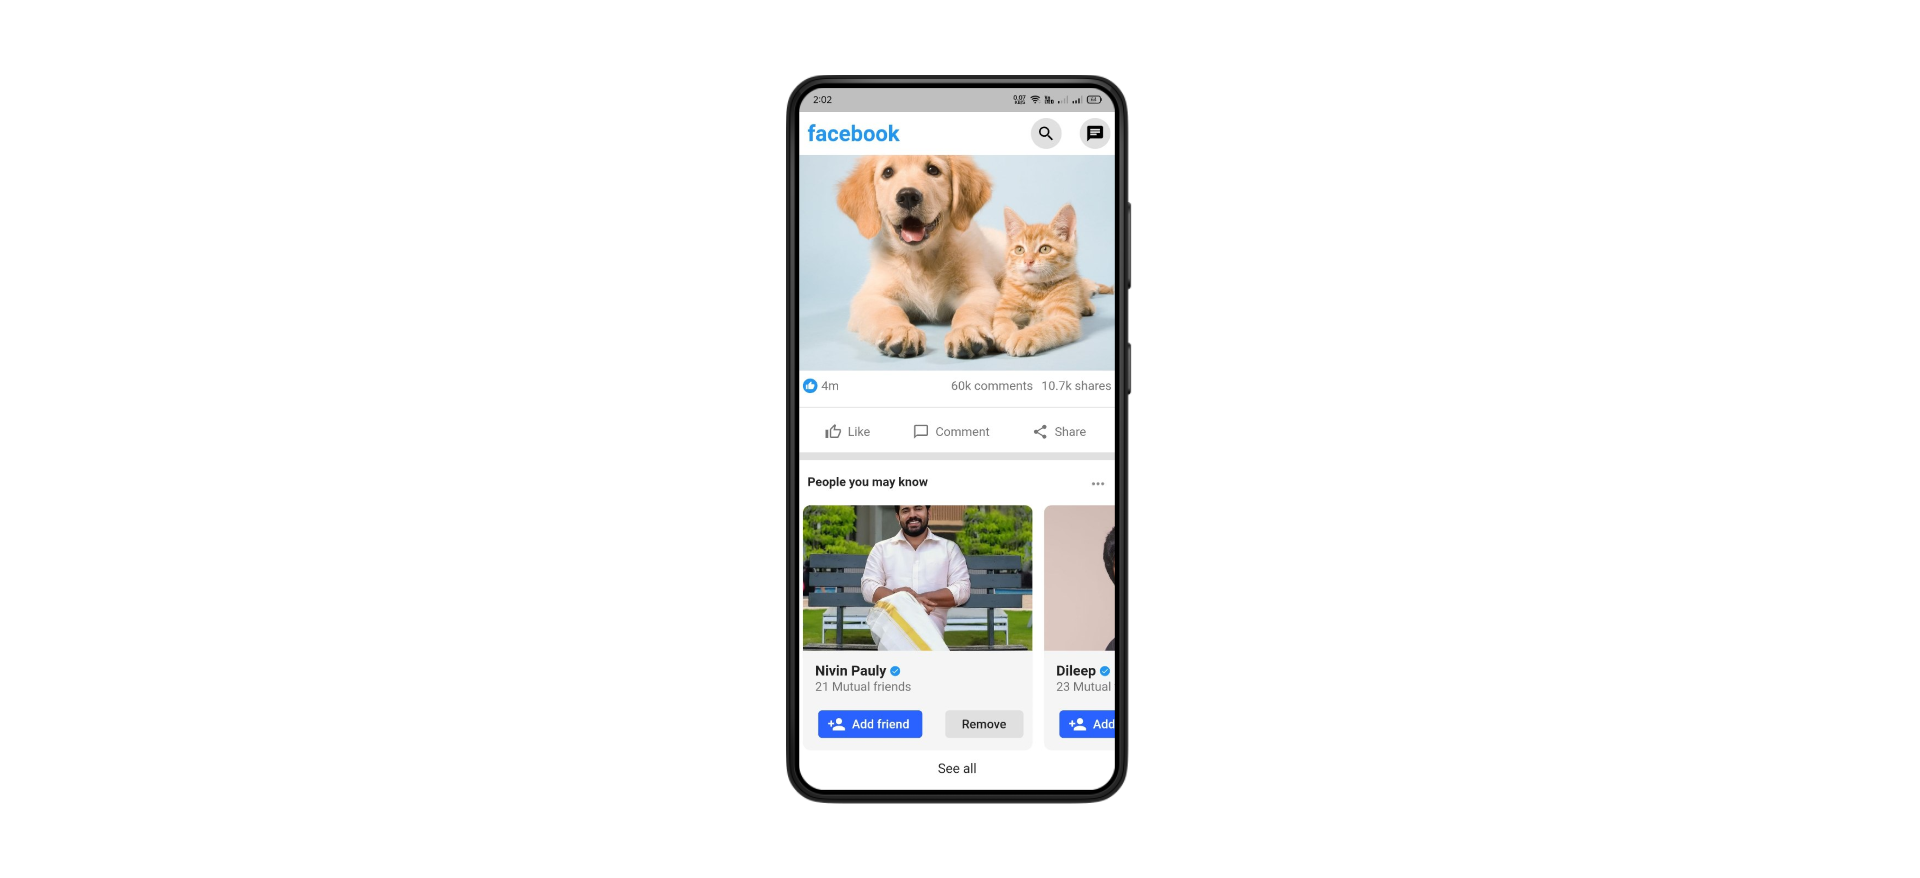 2:02
facebook
4m 60k comments 10.7k shares
Like Comment Share
People you may know
Nivin Pauly Dileep
21 Mutual friends 23 Mutual
Add friend Remove Add
See all